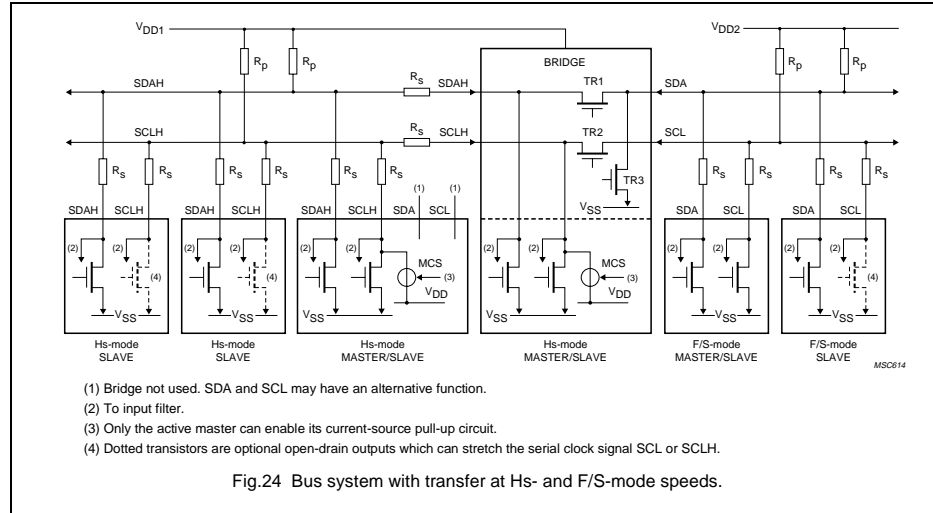 VDD1
VDD2
BRIDGE
Rp
Rp
Rp
Rp
SDAH
Rs
SDAH
TR1
SDA
SCLH
Rs
SCLH
TR2
SCL
TR3
VSS
Rs
Rs
Rs
Rs
Rs
Rs
Rs
Rs
Rs
Rs
(1)
(1)
SDAH
SCLH
SDAH
SCLH
SDAH
SCLH
SDA
SCL
SDA
SCL
SDA
SCL
(2)
(2)
(4)
(2)
(2)
(4)
(2)
(2)
MCS
(3)
VDD
(2)
(2)
MCS
(3)
VDD
(2)
(2)
(2)
(2)
(4)
VSS
VSS
VSS
VSS
VSS
VSS
Hs-mode
SLAVE
Hs-mode
SLAVE
Hs-mode
MASTER/SLAVE
Hs-mode
MASTER/SLAVE
F/S-mode
MASTER/SLAVE
F/S-mode
SLAVE
MSC614
(1) Bridge not used. SDA and SCL may have an alternative function.
(2) To input filter.
(3) Only the active master can enable its current-source pull-up circuit.
(4) Dotted transistors are optional open-drain outputs which can stretch the serial clock signal SCL or SCLH.
Fig.24 Bus system with transfer at Hs- and F/S-mode speeds.